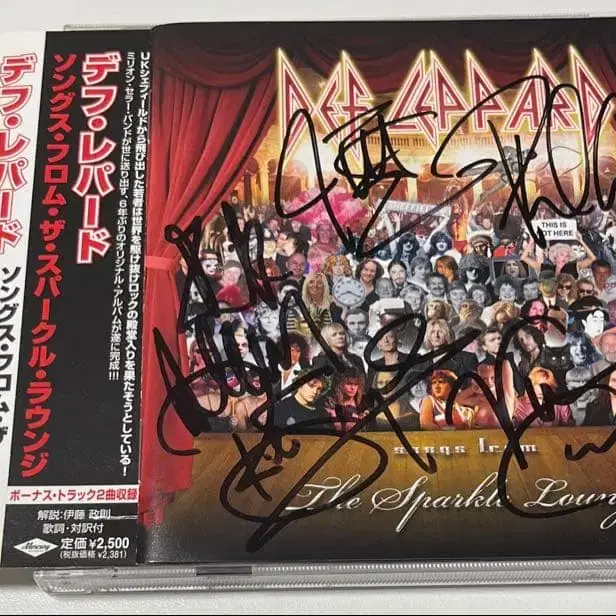 デフ・レパード
ソングス・フロム・ザ
デフ・レパード
ソングス・フロム・ザ・スパークル・ラウンジ
UKシェフィールドから飛び出した若者は世界を駆け抜けロックの殿堂入りを果たそうとしている!
ミリオン・セラー・バンドが世に送り出す、6年ぶりのオリジナル・アルバムが遂に完成!!!
ボーナス・トラック2曲収録
解説:伊藤 政則
歌詞・対訳付
Mercury
定価¥2,500
(税抜価格 ¥2,381)
DEF LEPPARD
THIS IS
NOT HERE
songs from
The Sparkle Loung